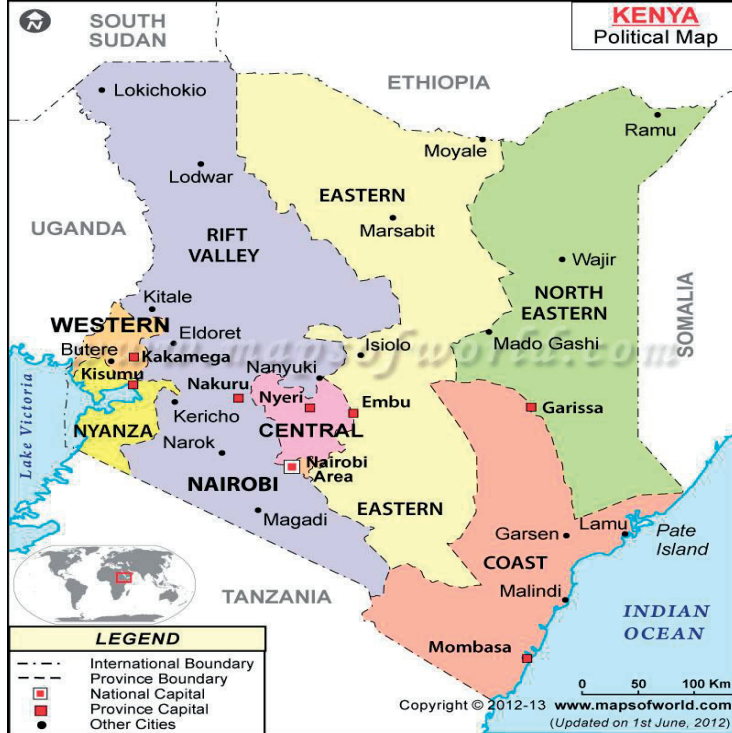 KENYA
Political Map
N
SOUTH
SUDAN
ETHIOPIA
Lokichokio
Ramu
Moyale
Lodwar
EASTERN
Marsabit
UGANDA
RIFT
VALLEY
Wajir
NORTH
EASTERN
SOMALIA
Kitale
WESTERN
Eldoret
Mado Gashi
Isiolo
Butere
Kakamega
www.mapsofworld.com
Kisumu
Nanyuki
Nakuru
Nyeri
Embu
Garissa
Lake Victoria
Kericho
NYANZA
CENTRAL
Narok
Nairobi
Area
NAIROBI
EASTERN
Magadi
Garsen
Lamu
Pate
Island
COAST
TANZANIA
Malindi
INDIAN
OCEAN
Mombasa
LEGEND
International Boundary
Province Boundary
National Capital
Province Capital
Other Cities
0 50 100 Km
Copyright © 2012-13 www.mapsofworld.com
(Updated on 1st June, 2012)